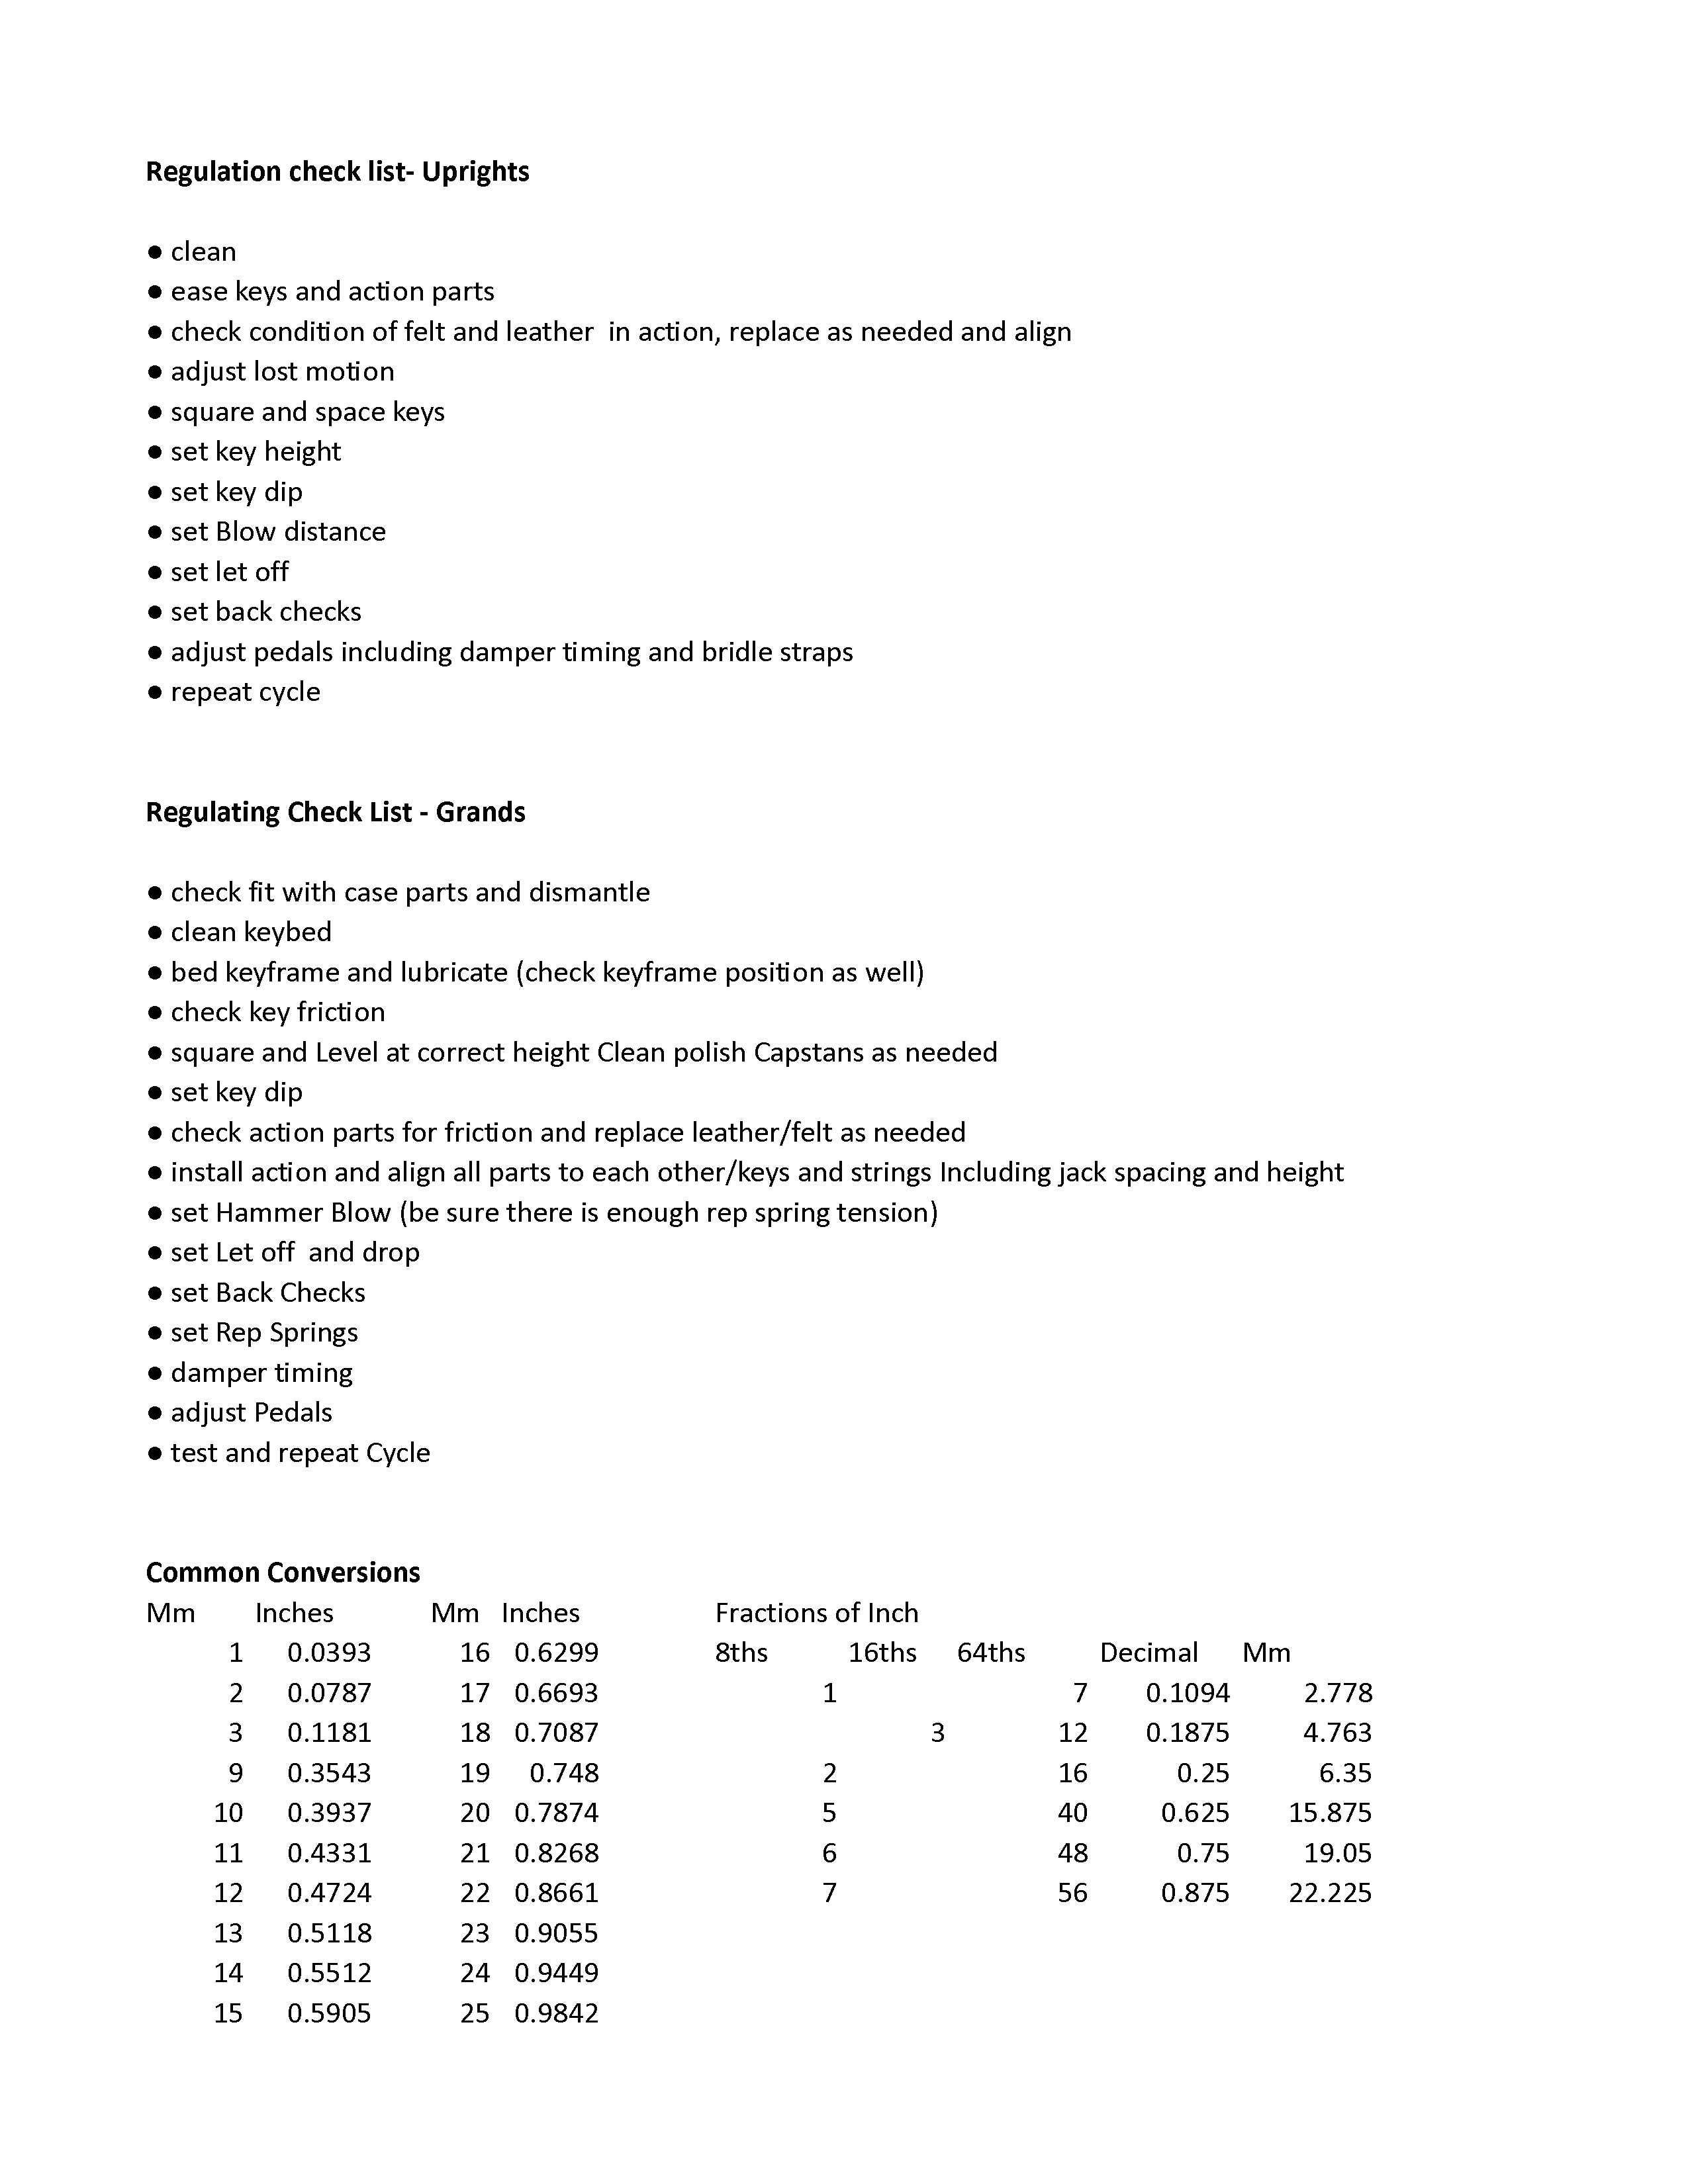 Regulation check list- Uprights
● clean
● ease keys and action parts
● check condition of felt and leather  in action, replace as needed and align
● adjust lost motion
● square and space keys
● set key height
● set key dip
● set Blow distance
● set let off
● set back checks
● adjust pedals including damper timing and bridle straps
● repeat cycle
Regulating Check List - Grands
● check fit with case parts and dismantle
● clean keybed
● bed keyframe and lubricate (check keyframe position as well)
● check key friction
● square and Level at correct height Clean polish Capstans as needed
● set key dip
● check action parts for friction and replace leather/felt as needed
● install action and align all parts to each other/keys and strings Including jack spacing and height
● set Hammer Blow (be sure there is enough rep spring tension)
● set Let off  and drop
● set Back Checks
● set Rep Springs
● damper timing
● adjust Pedals
● test and repeat Cycle
Common Conversions
Mm Inches Mm Inches Fractions of Inch
1 0.0393 16 0.6299 8ths 16ths 64ths Decimal Mm
2 0.0787 17 0.6693 1 7 0.1094 2.778
3 0.1181 18 0.7087 3 12 0.1875 4.763
9 0.3543 19 0.748 2 16 0.25 6.35
10 0.3937 20 0.7874 5 40 0.625 15.875
11 0.4331 21 0.8268 6 48 0.75 19.05
12 0.4724 22 0.8661 7 56 0.875 22.225
13 0.5118 23 0.9055
14 0.5512 24 0.9449
15 0.5905 25 0.9842